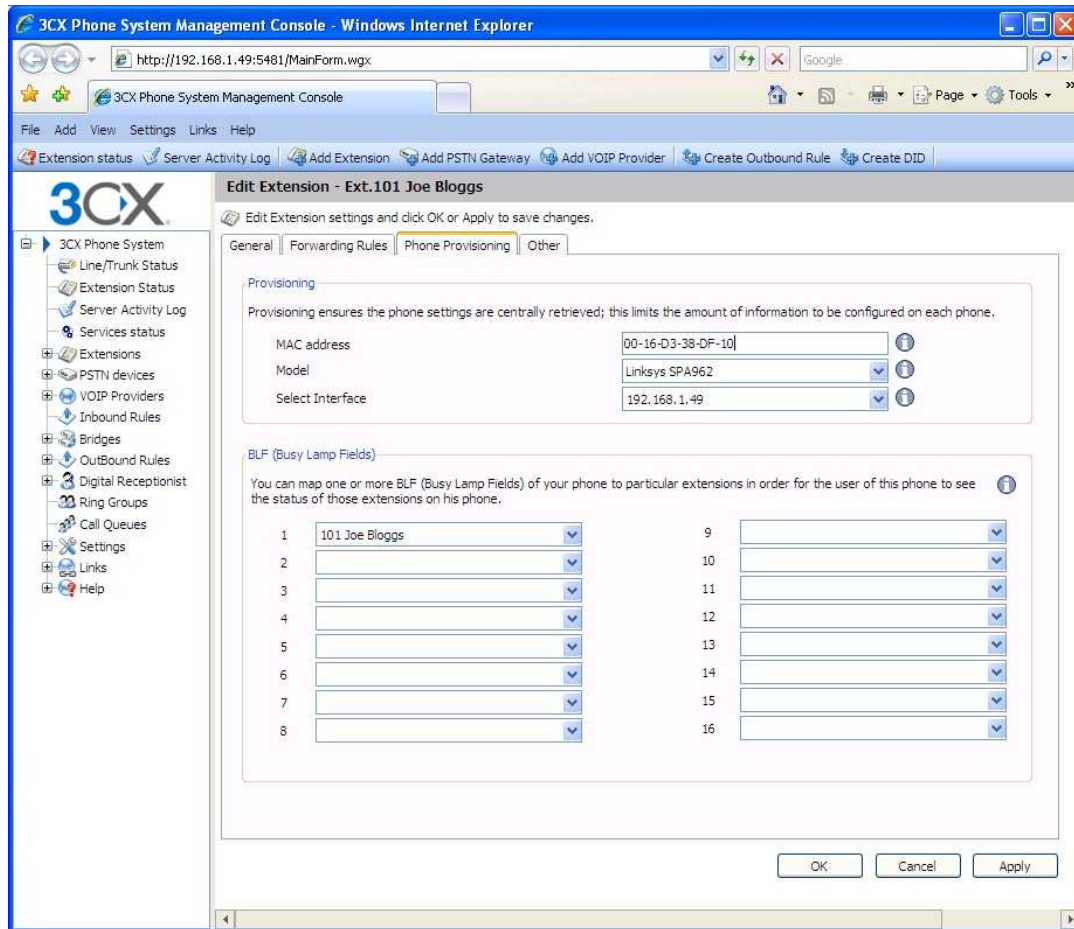 3CX Phone System Management Console - Windows Internet Explorer
http://192.168.1.49:5481/MainForm.wgx
Google
3CX Phone System Management Console
Page
Tools
File Add View Settings Links Help
Extension status Server Activity Log Add Extension Add PSTN Gateway Add VOIP Provider Create Outbound Rule Create DID
3CX
Edit Extension - Ext.101 Joe Bloggs
Edit Extension settings and click OK or Apply to save changes.
General Forwarding Rules Phone Provisioning Other
3CX Phone System
Line/Trunk Status
Extension Status
Server Activity Log
Services status
Extensions
PSTN devices
VOIP Providers
Inbound Rules
Bridges
OutBound Rules
Digital Receptionist
Ring Groups
Call Queues
Settings
Links
Help
Provisioning
Provisioning ensures the phone settings are centrally retrieved; this limits the amount of information to be configured on each phone.
MAC address 00-16-D3-38-DF-10
Model Linksys SPA962
Select Interface 192.168.1.49
BLF (Busy Lamp Fields)
You can map one or more BLF (Busy Lamp Fields) of your phone to particular extensions in order for the user of this phone to see
the status of those extensions on his phone.
1 101 Joe Bloggs 9
2 10
3 11
4 12
5 13
6 14
7 15
8 16
OK Cancel Apply